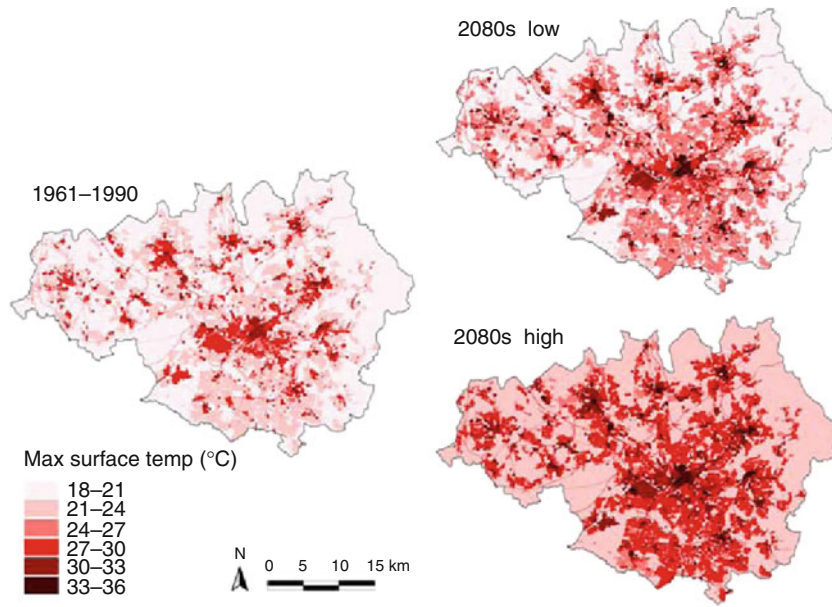 2080s low
1961–1990
2080s high
Max surface temp (°C)
18–21
21–24
24–27
27–30
30–33
33–36
N
0 5 10 15 km